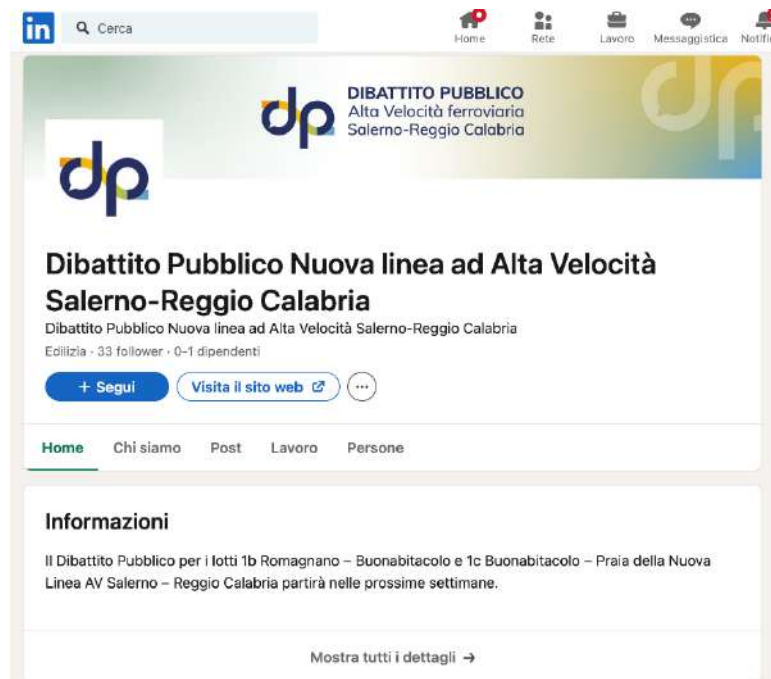 in
Cerca
Home
Rete
Lavoro
Messaggistica
DIBATTITO PUBBLICO
Alta Velocità ferroviaria
Salerno-Reggio Calabria
dp
dp
Dibattito Pubblico Nuova linea ad Alta Velocità
Salerno-Reggio Calabria
Dibattito Pubblico Nuova linea ad Alta Velocità Salerno-Reggio Calabria
Edilizia · 33 follower · 0-1 dipendenti
+ Segui
Visita il sito web
Home
Chi siamo
Post
Lavoro
Persone
Informazioni
Il Dibattito Pubblico per i lotti 1b Romagnano – Buonabitacolo e 1c Buonabitacolo – Praia della Nuova
Linea AV Salerno – Reggio Calabria partirà nelle prossime settimane.
Mostra tutti i dettagli →